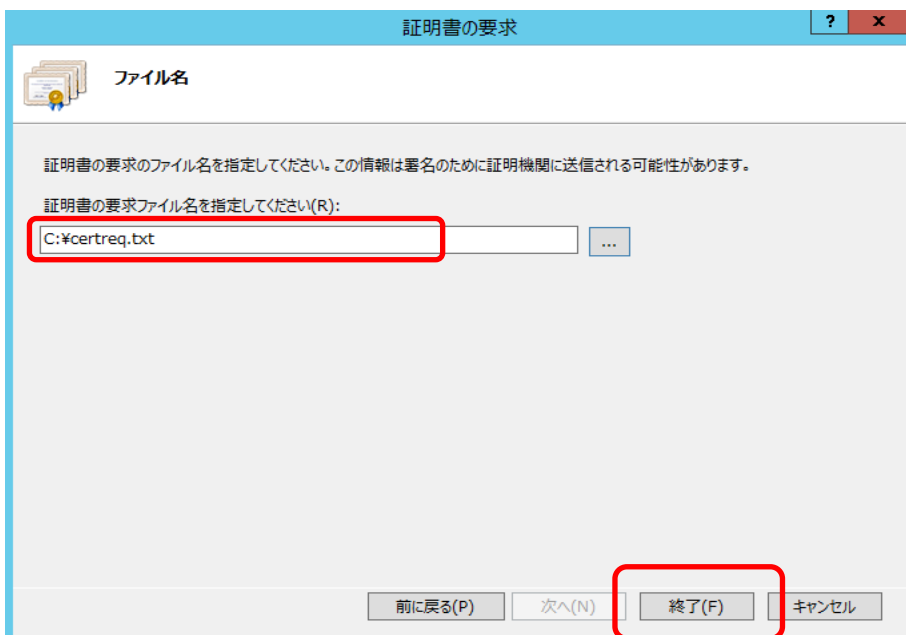 証明書の要求
? x
ファイル名
証明書の要求のファイル名を指定してください。この情報は署名のために証明機関に送信される可能性があります。
証明書の要求ファイル名を指定してください(R):
C:¥certreq.txt
...
前に戻る(P) 次へ(N) 終了(F) キャンセル